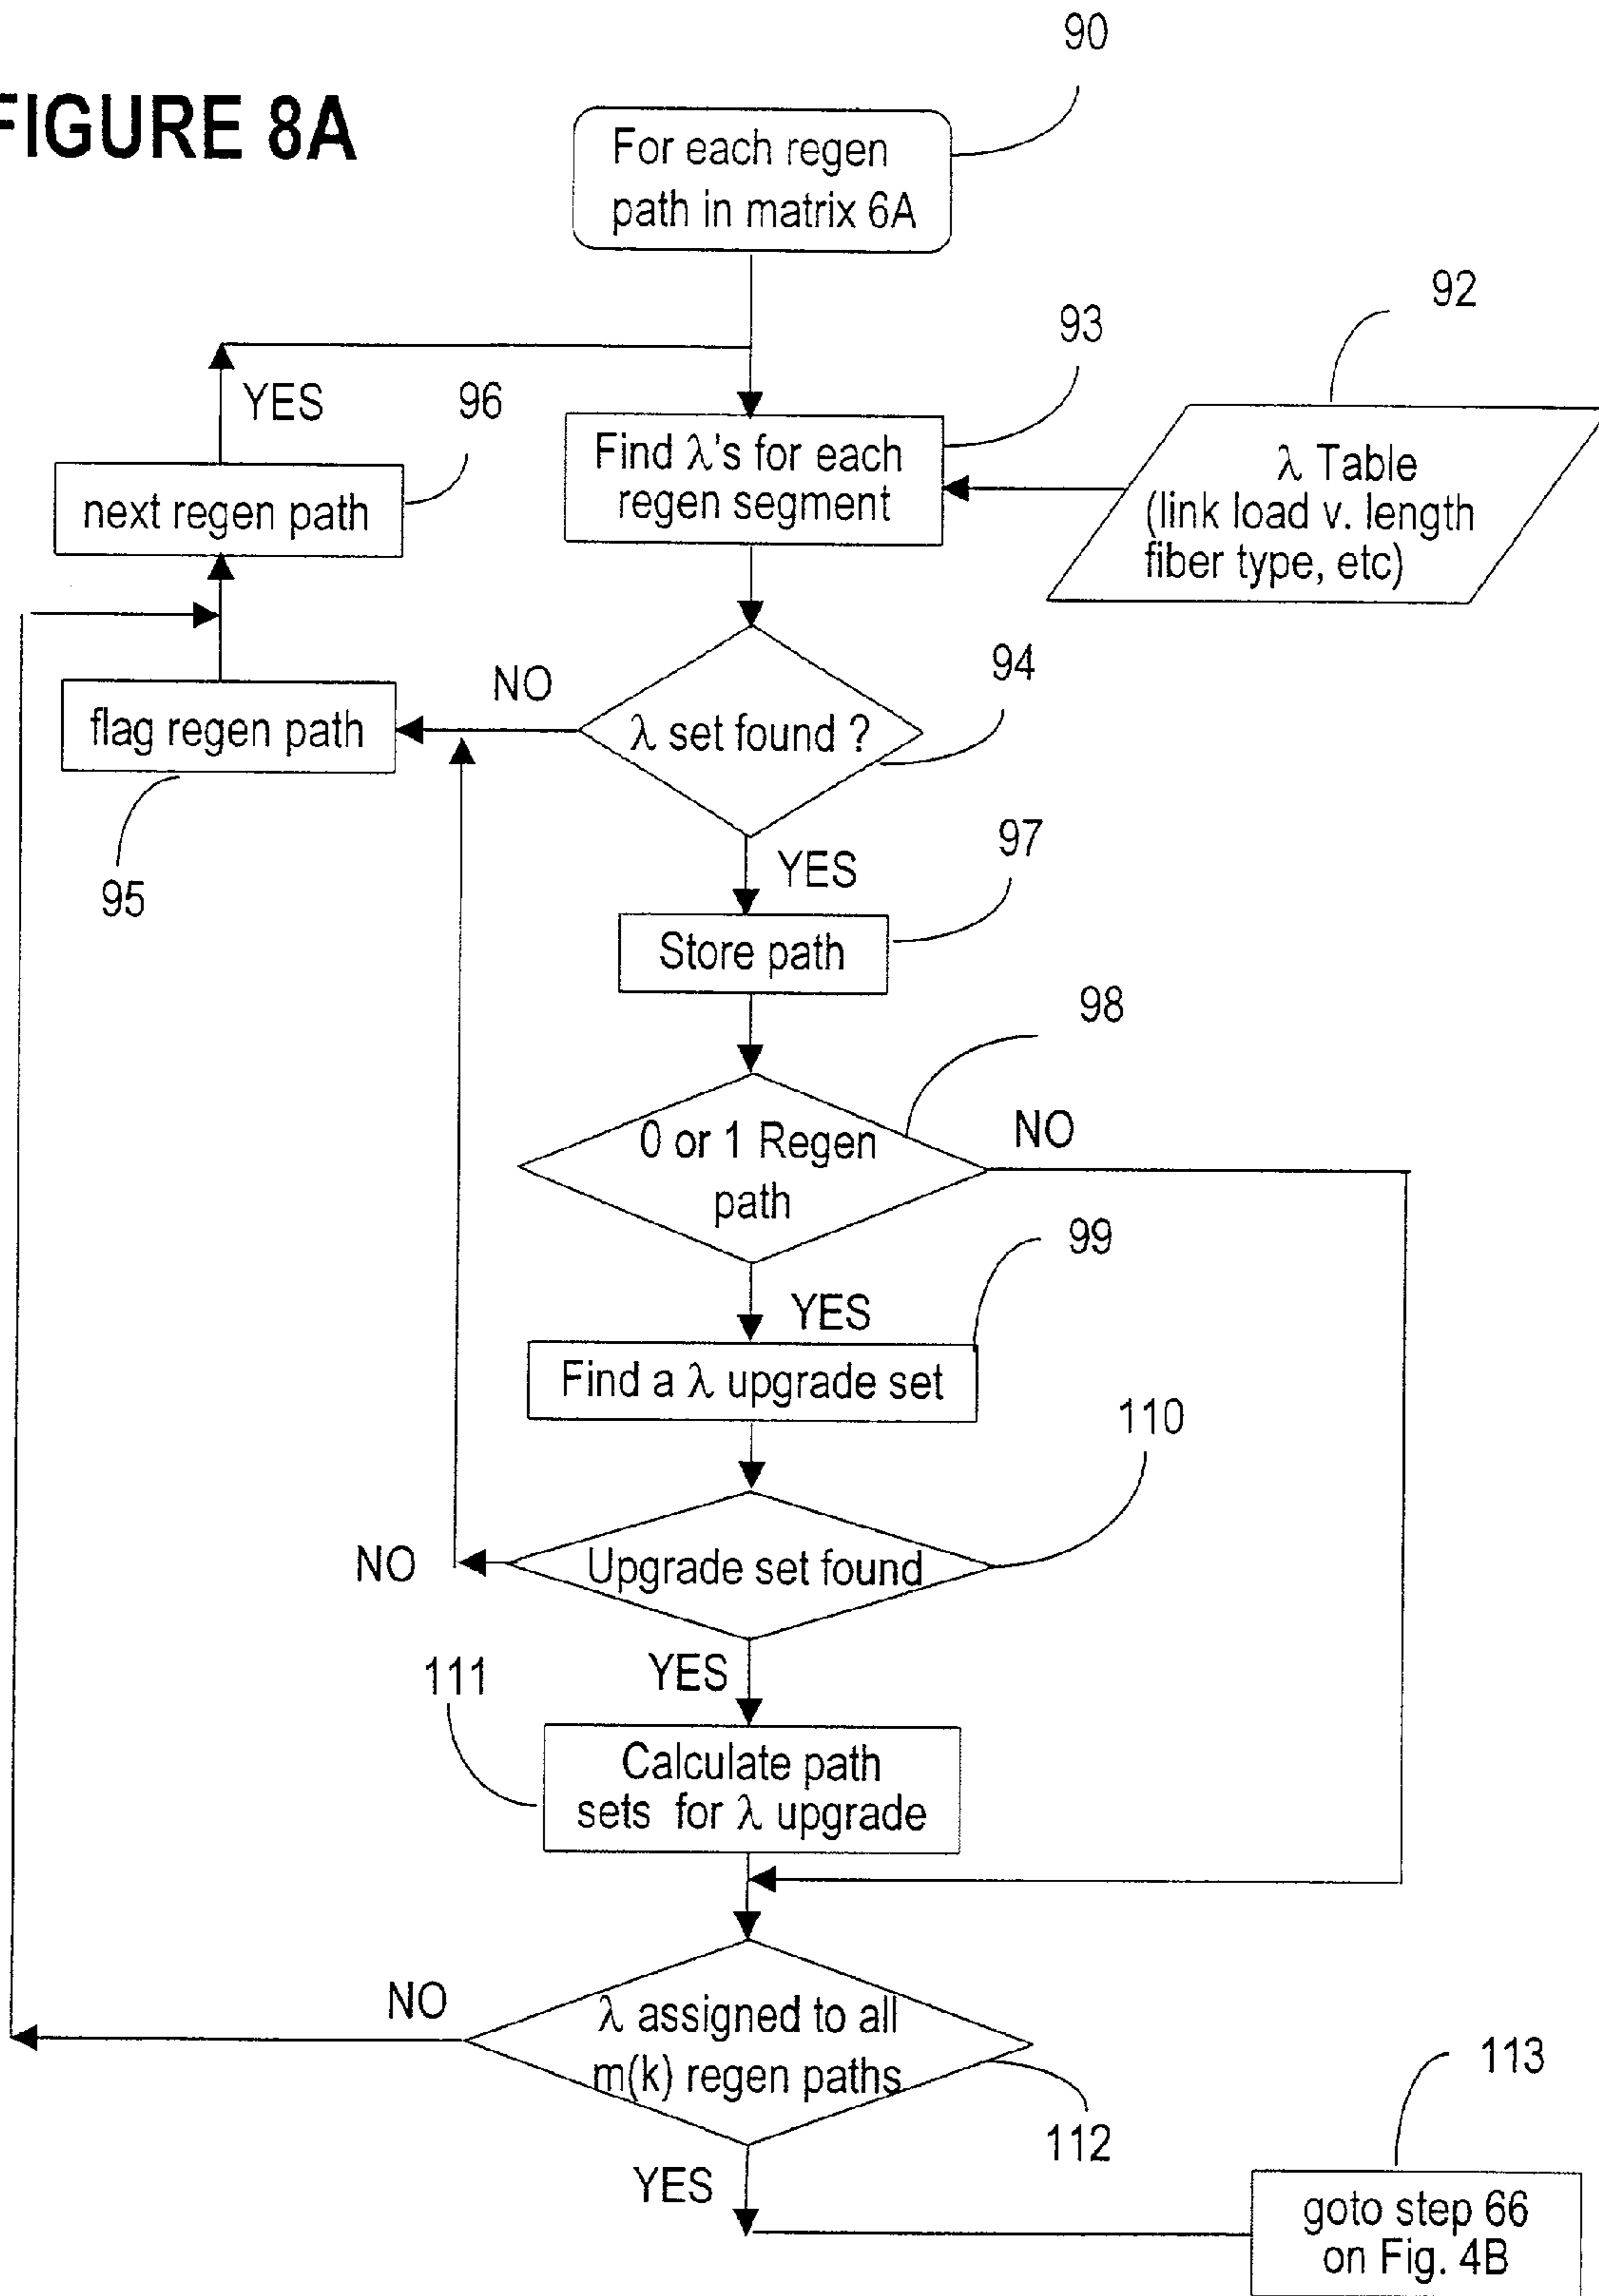 90
FIGURE 8A
For each regen
path in matrix 6A
92
93
YES
96
Find λ's for each
regen segment
λ Table
(link load v. length
fiber type, etc)
next regen path
94
NO
flag regen path
λ set found ?
95
97
YES
Store path
98
0 or 1 Regen
path
NO
99
YES
Find a λ upgrade set
110
NO
Upgrade set found
111
YES
Calculate path
sets for λ upgrade
NO
λ assigned to all
m(k) regen paths
113
112
YES
goto step 66
on Fig. 4B